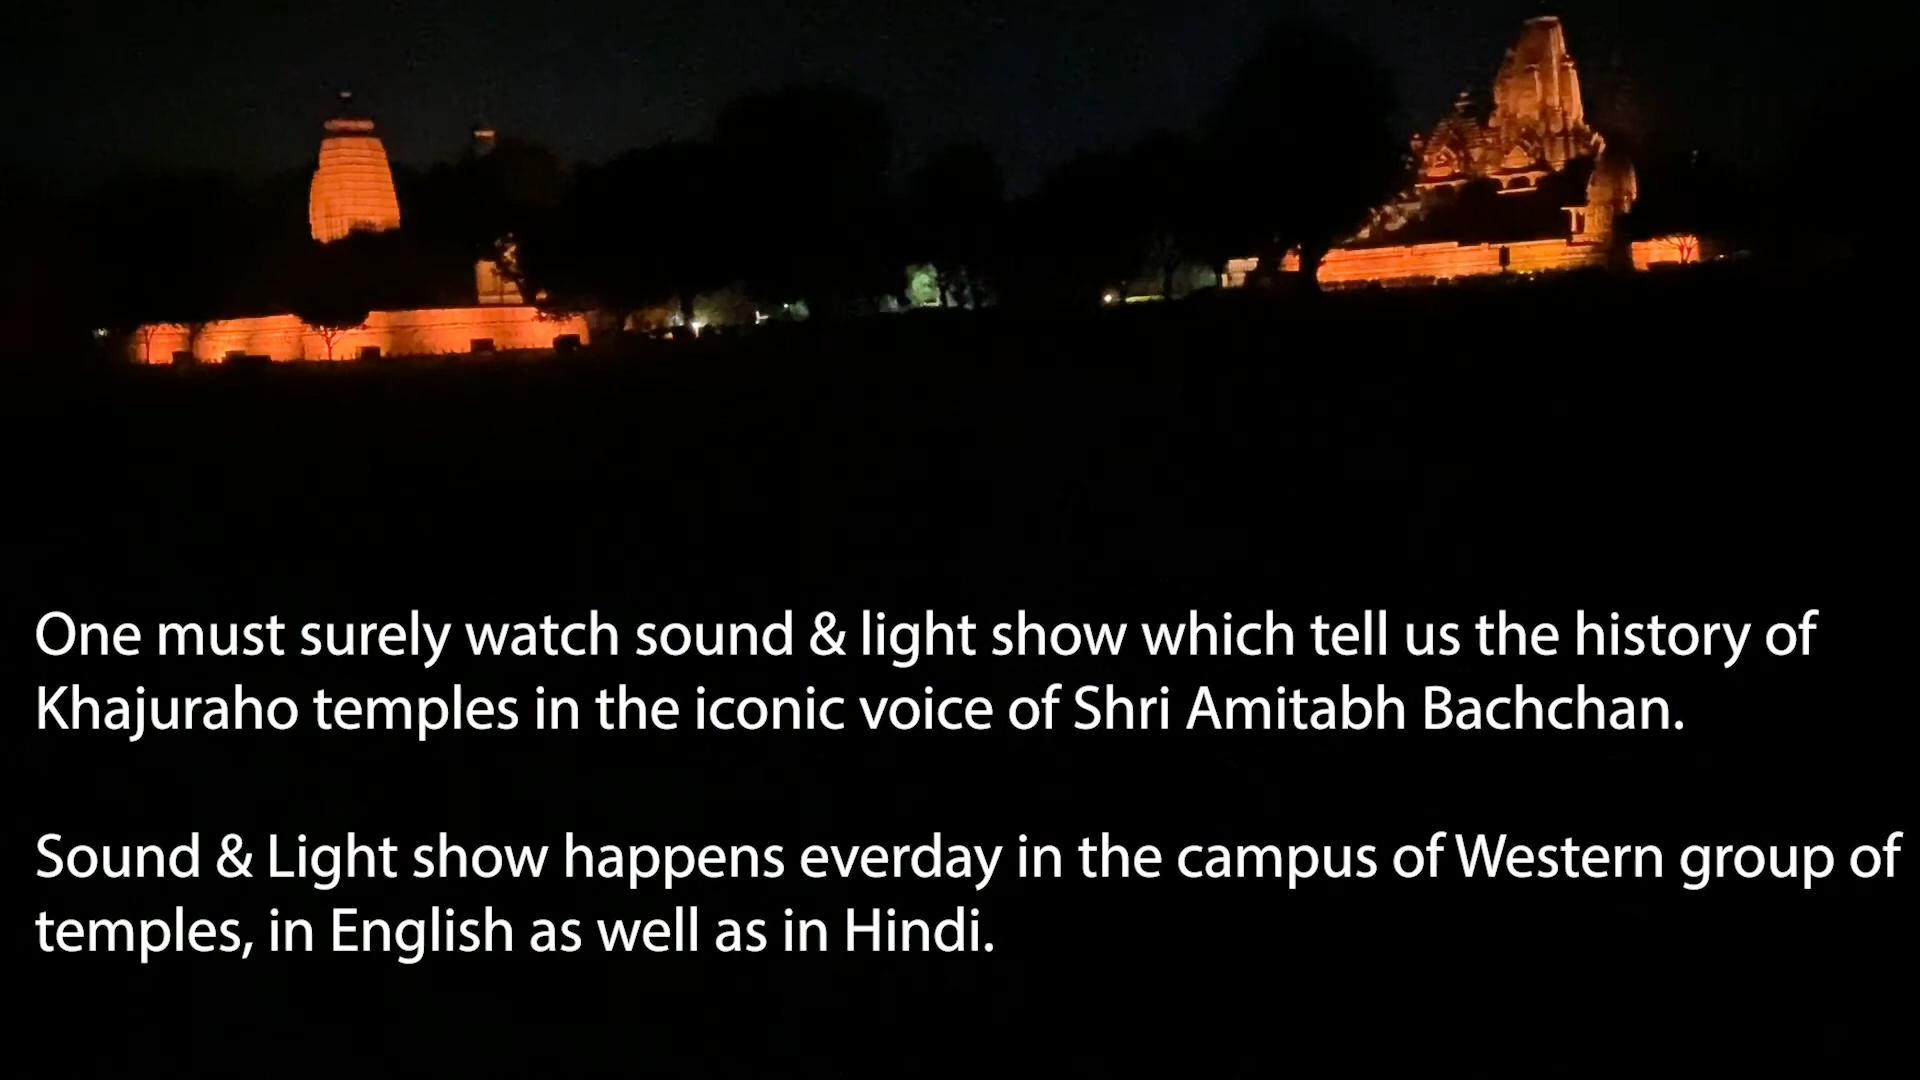 One must surely watch sound & light show which tell us the history of
Khajuraho temples in the iconic voice of Shri Amitabh Bachchan.
Sound & Light show happens everday in the campus of Western group of
temples, in English as well as in Hindi.